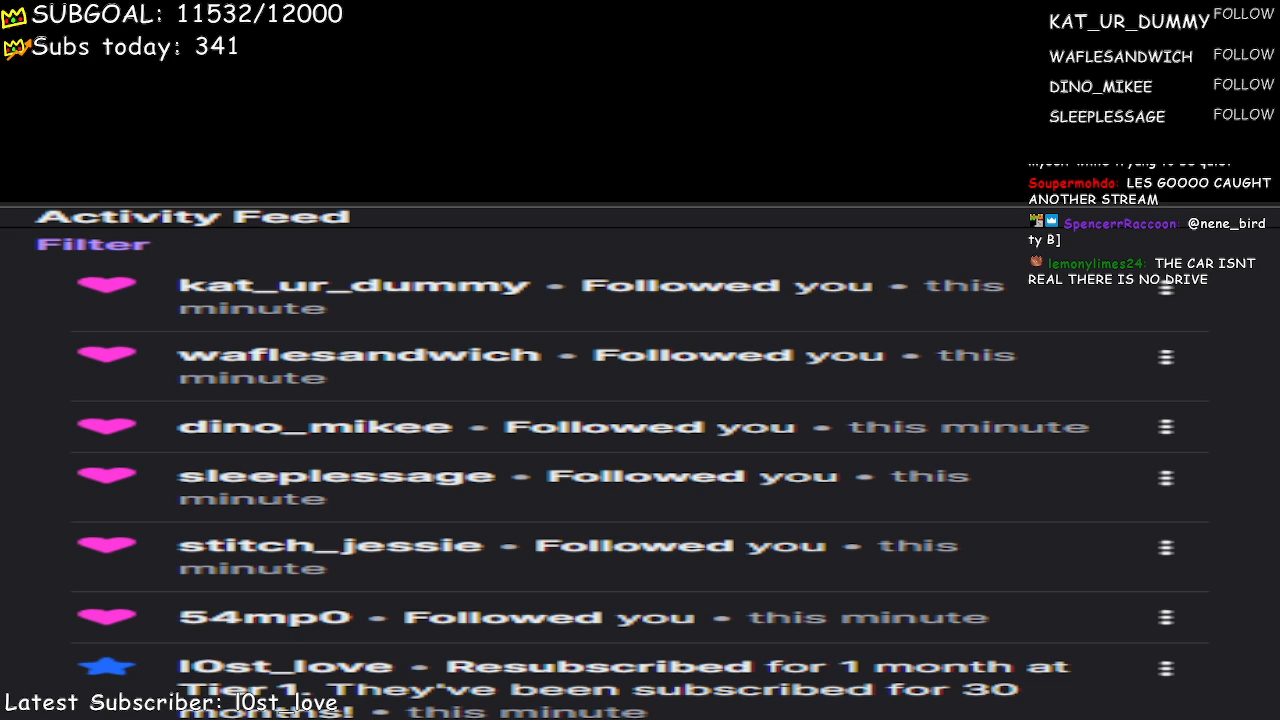 SUBGOAL: 11532/12000
Subs today: 341
KAT_UR_DUMMY FOLLOW
WAFLESANDWICH FOLLOW
DINO_MIKEE FOLLOW
SLEEPLESSAGE FOLLOW
Soupermohdo: LES GOOOO CAUGHT
ANOTHER STREAM
SpencerrRaccoon: @nene_bird
ty B]
lemonylimes24: THE CAR ISNT
REAL THERE IS NO DRIVE
Activity Feed
Filter
kat_ur_dummy • Followed you • this
minute
waflesandwich • Followed you • this
minute
dino_mikee • Followed you • this minute
sleeplessage • Followed you • this
minute
stitch_jessie • Followed you • this
minute
54mp0 • Followed you • this minute
l0st_love • Resubscribed for 1 month at
Tier 1. They've been subscribed for 30
months! • this minute
Latest Subscriber: l0st_love